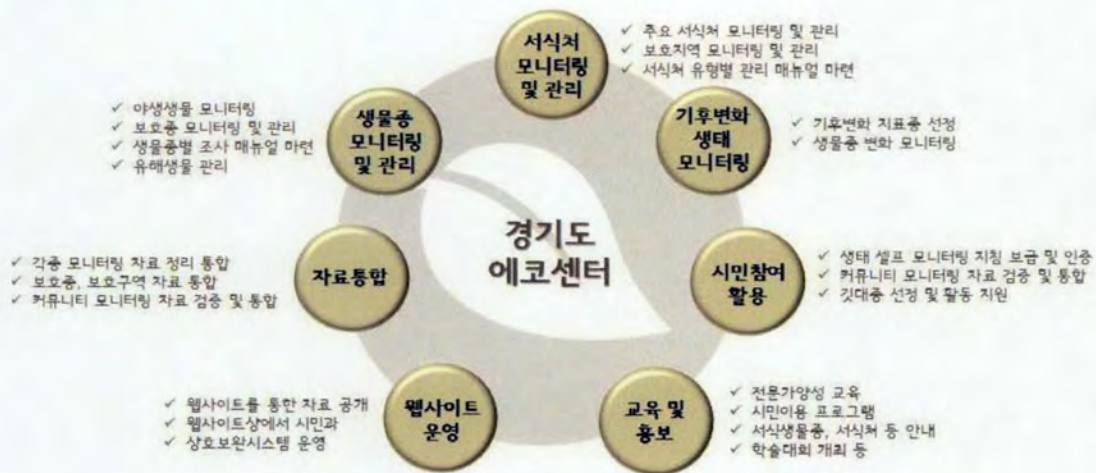 서식처
모니터링
및 관리
✓ 주요 서식처 모니터링 및 관리
✓ 보호지역 모니터링 및 관리
✓ 서식처 유형별 관리 매뉴얼 마련
기후변화
생태
모니터링
✓ 기후변화 지표종 선정
✓ 생물종 변화 모니터링
시민참여
활용
✓ 생태 셀프 모니터링 지침 보급 및 인증
✓ 커뮤니티 모니터링 자료 검증 및 통합
✓ 깃대종 선정 및 활동 지원
교육 및
홍보
✓ 전문가양성 교육
✓ 시민이용 프로그램
✓ 서식생물종, 서식처 등 안내
✓ 학술대회 개최 등
웹사이트
운영
✓ 웹사이트를 통한 자료 공개
✓ 웹사이트상에서 시민과
✓ 상호보완시스템 운영
자료통합
✓ 각종 모니터링 자료 정리 통합
✓ 보호종, 보호구역 자료 통합
✓ 커뮤니티 모니터링 자료 검증 및 통합
생물종
모니터링
및 관리
✓ 야생생물 모니터링
✓ 보호종 모니터링 및 관리
✓ 생물종별 조사 매뉴얼 마련
✓ 유해생물 관리
경기도
에코센터